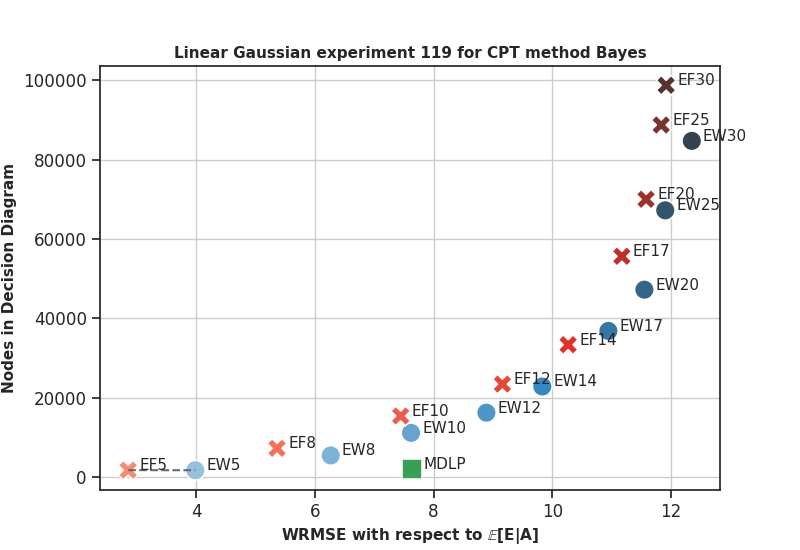 Linear Gaussian experiment 119 for CPT method Bayes
Nodes in Decision Diagram
100000
80000
60000
40000
20000
0
EF30
EF25
EW30
EF20
EW25
EF17
EW20
EW17
EF14
EF12
EW14
EW12
EF10
EW10
EF8
EW8
MDLP
EF5
EW5
4
6
8
10
12
WRMSE with respect to 𝔼[E|A]